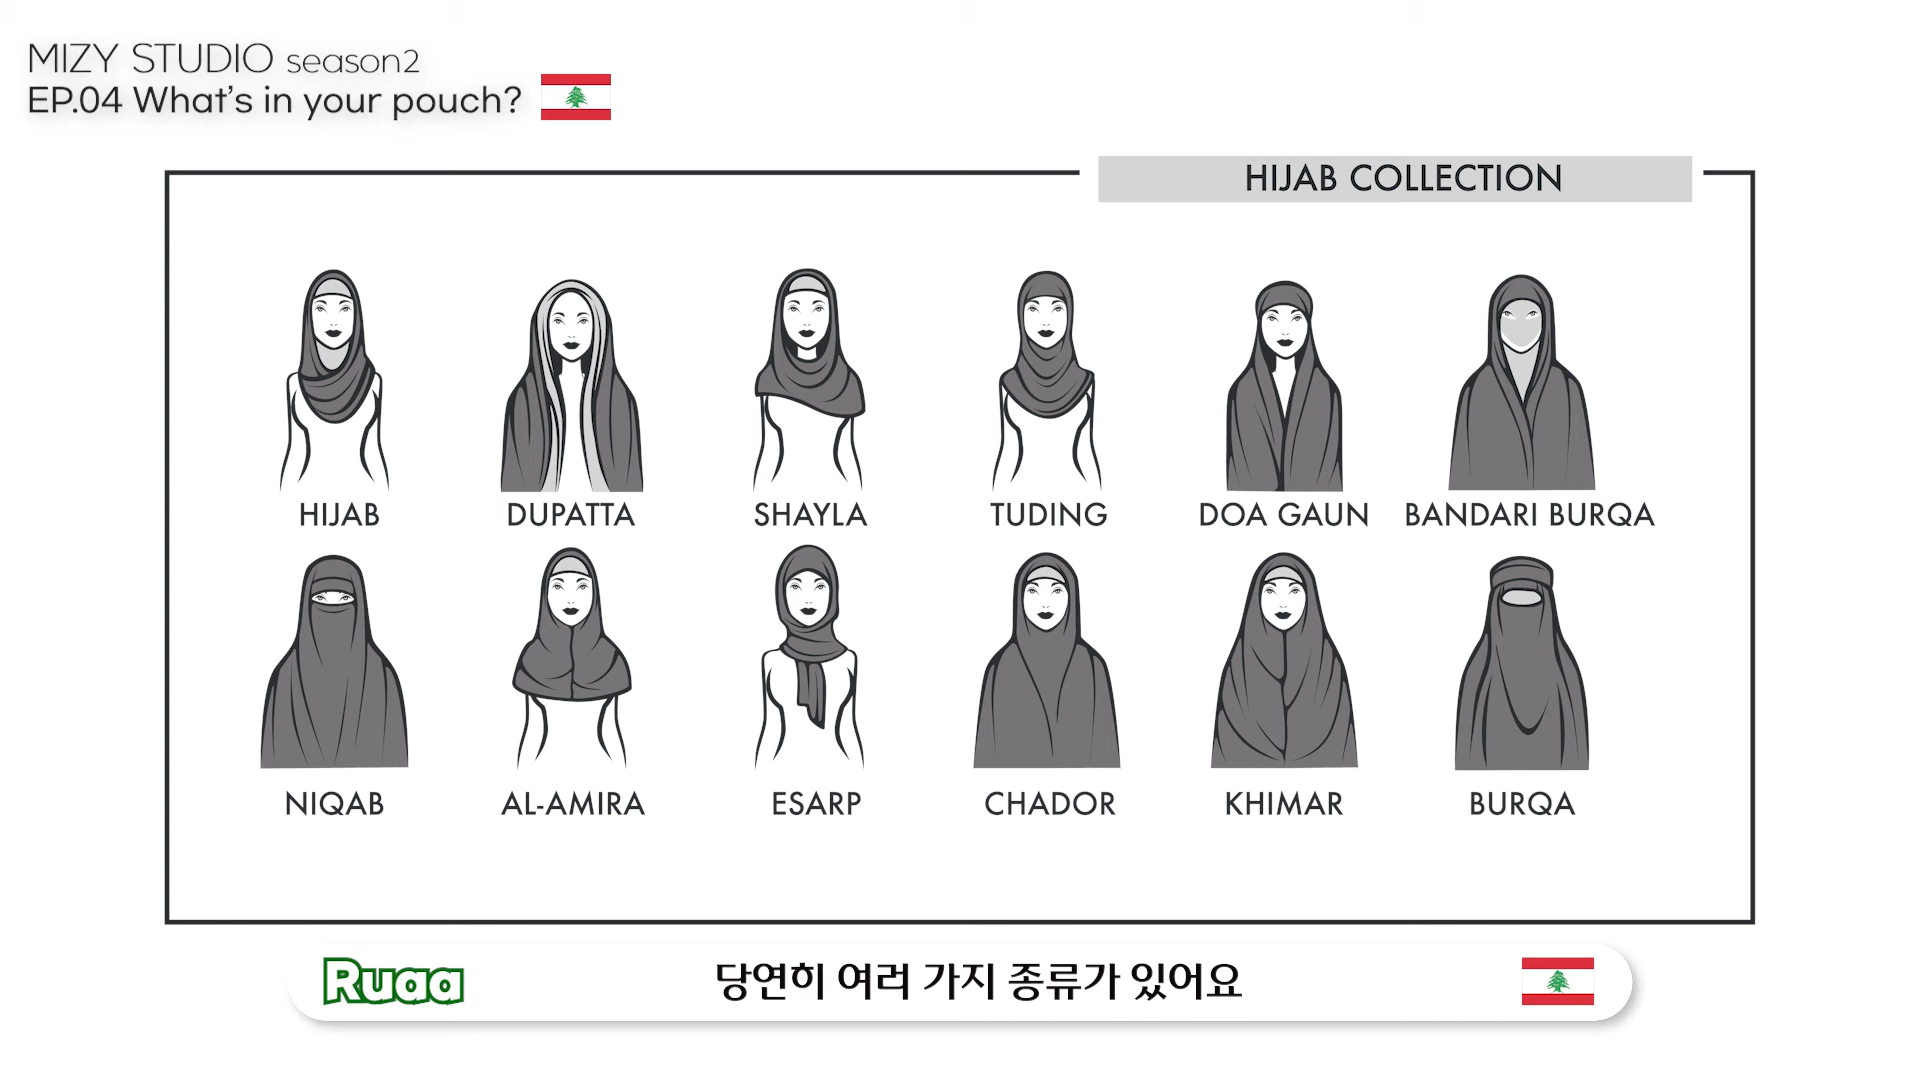 MIZY STUDIO season2
EP.04 What's in your pouch?
HIJAB COLLECTION
HIJAB
DUPATTA
SHAYLA
TUDING
DOA GAUN
BANDARI BURQA
NIQAB
AL-AMIRA
ESARP
CHADOR
KHIMAR
BURQA
Ruaa
당연히 여러 가지 종류가 있어요